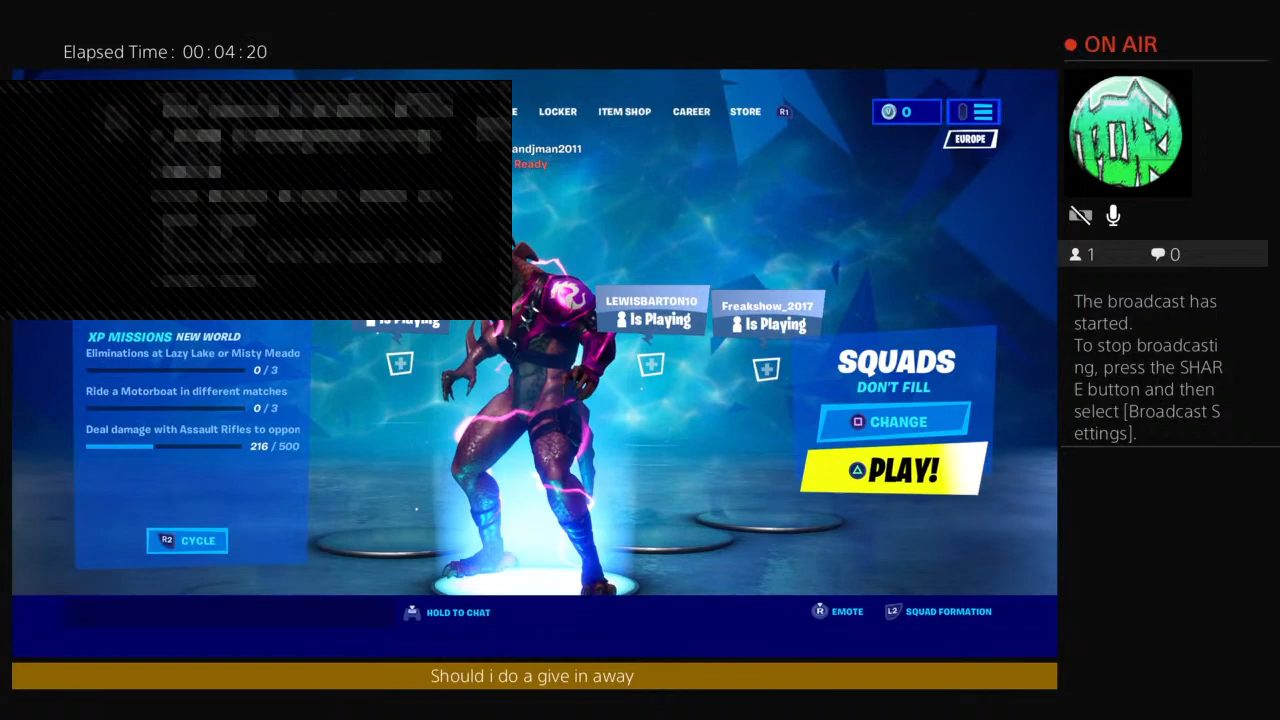 Elapsed Time: 00:04:20
ON AIR
LOCKER ITEM SHOP CAREER STORE R1
0
EUROPE
andjman2011
Ready
1 0
LEWISBARTON10
Is Playing
Freakshow_2017
Is Playing
Is Playing
The broadcast has
started.
To stop broadcasti
ng, press the SHAR
E button and then
select [Broadcast S
ettings].
XP MISSIONS NEW WORLD
Eliminations at Lazy Lake or Misty Meado
0 / 3
Ride a Motorboat in different matches
0 / 3
Deal damage with Assault Rifles to oppon
216 / 500
R2 CYCLE
SQUADS
DON'T FILL
CHANGE
PLAY!
HOLD TO CHAT
R EMOTE
L2 SQUAD FORMATION
Should i do a give in away